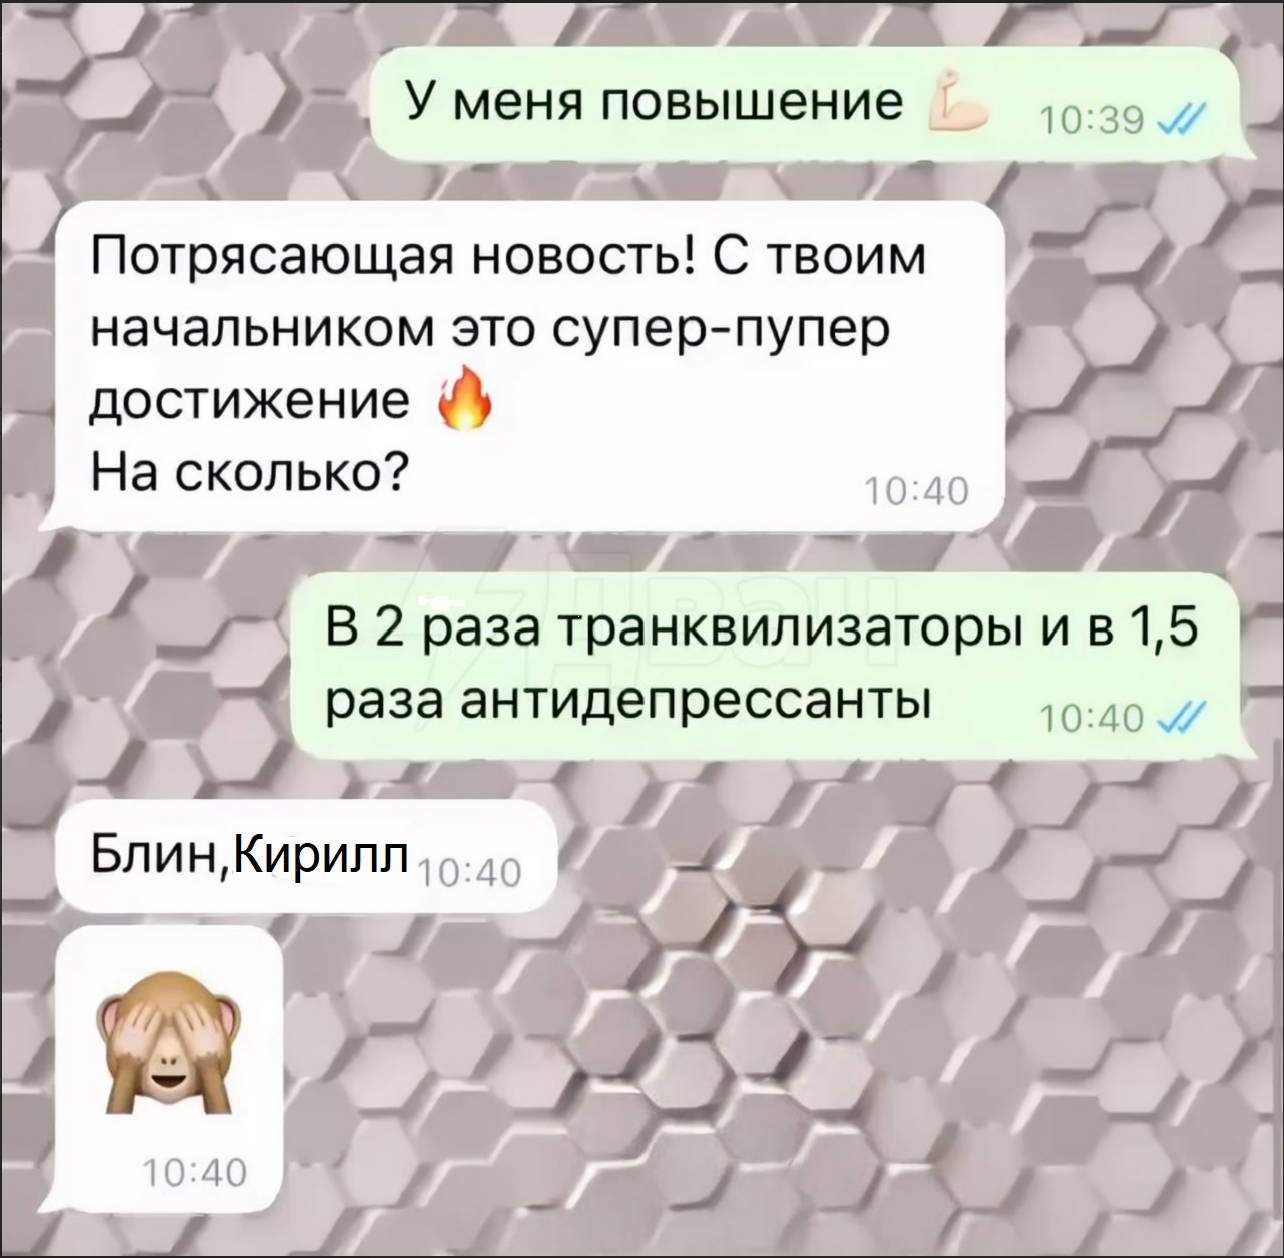 У меня повышение 💪🏻 10:39
Потрясающая новость! С твоим
начальником это супер-пупер
достижение 🔥
На сколько?
10:40
Двач
В 2 раза транквилизаторы и в 1,5
раза антидепрессанты 10:40
Блин,Кирилл 10:40
🙈
10:40